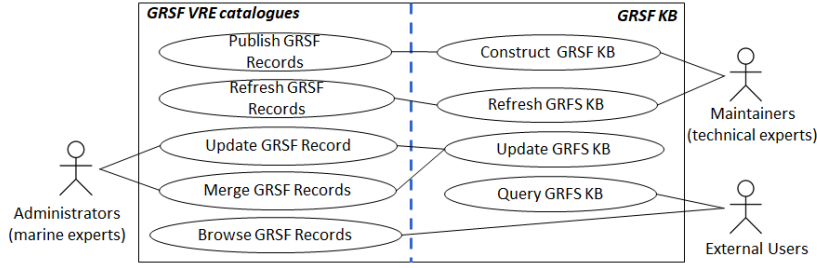 GRSF VRE catalogues
GRSF KB
Publish GRSF
Records
Construct GRSF KB
Refresh GRSF
Records
Refresh GRFS KB
Maintainers
(technical experts)
Update GRSF Record
Update GRFS KB
Merge GRSF Records
Query GRFS KB
Administrators
(marine experts)
Browse GRSF Records
External Users